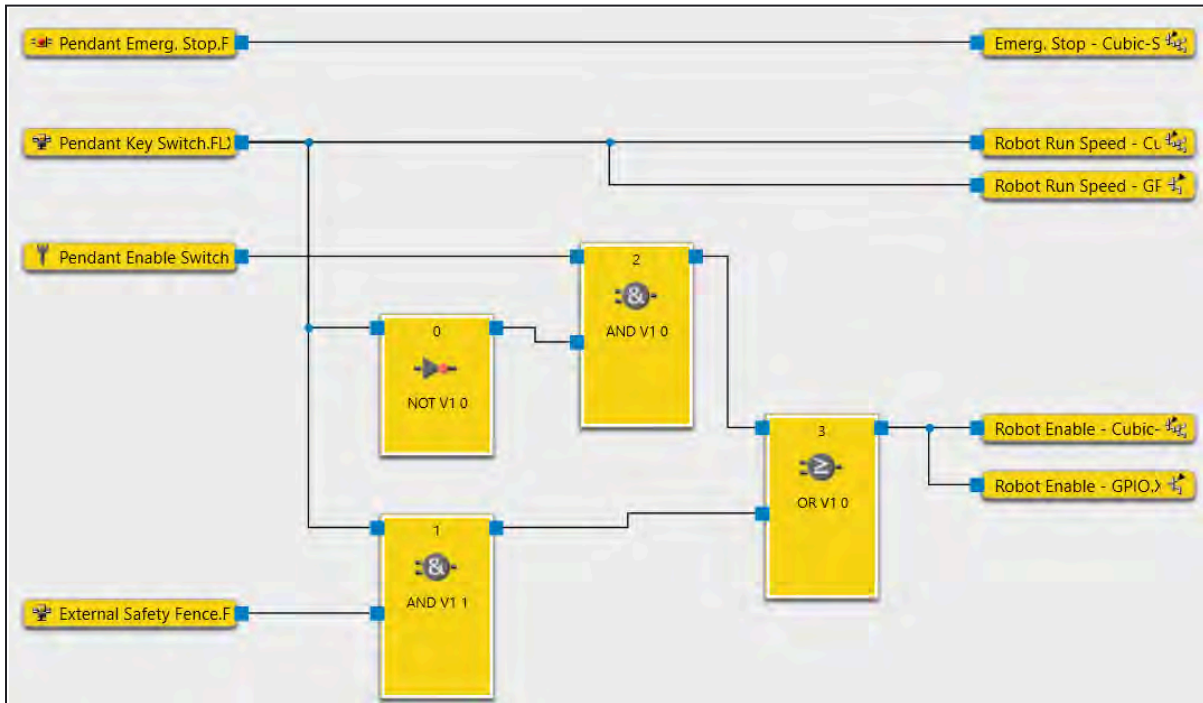 Pendant Emerg. Stop.F
Emerg. Stop - Cubic-S
Pendant Key Switch.FLX
Robot Run Speed - Cu
Robot Run Speed - GF
Pendant Enable Switch
2
&
AND V1 0
0
NOT V1 0
3
≥
OR V1 0
Robot Enable - Cubic-
Robot Enable - GPIO.X
1
&
AND V1 1
External Safety Fence.F